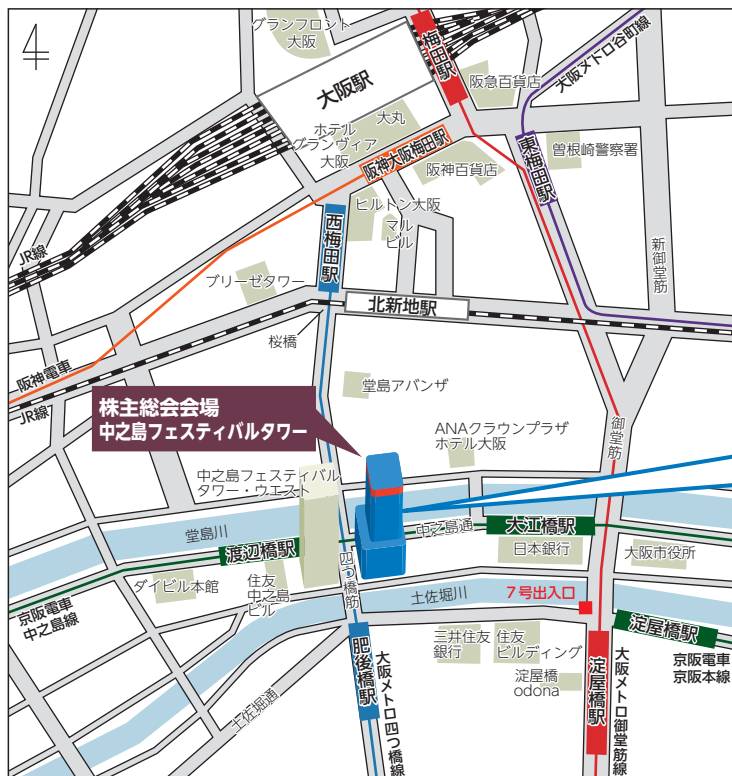 グランフロント
大阪
大阪駅
梅田駅
阪急百貨店
大阪メトロ谷町線
大丸
ホテル
グランヴィア
大阪
阪神大阪梅田駅
阪神百貨店
東梅田駅
曽根崎警察署
ヒルトン大阪
マル
ビル
西梅田駅
新御堂筋
JR線
ブリーゼタワー
北新地駅
桜橋
阪神電車
JR線
堂島アバンザ
株主総会会場
中之島フェスティバルタワー
御堂筋
ANAクラウンプラザ
ホテル大阪
中之島フェスティバル
タワー・ウエスト
堂島川
中之島通
大江橋駅
渡辺橋駅
日本銀行
大阪市役所
四つ橋筋
ダイビル本館
住友
中之島
ビル
京阪電車
中之島線
土佐堀川
7号出入口
淀屋橋駅
京阪電車
京阪本線
三井住友
銀行
住友
ビルディング
淀屋橋
odona
肥後橋駅
大阪メトロ四つ橋線
淀屋橋駅
大阪メトロ御堂筋線
土佐堀通